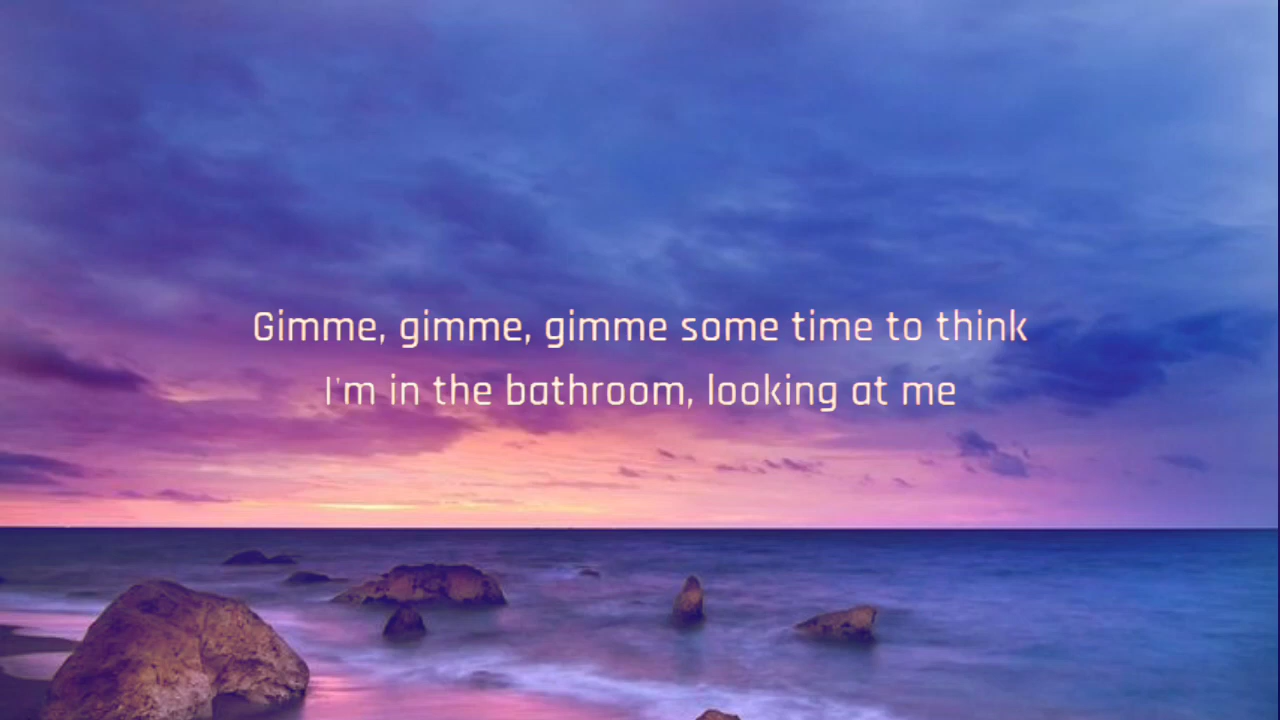 Gimme, gimme, gimme some time to think
I'm in the bathroom, looking at me